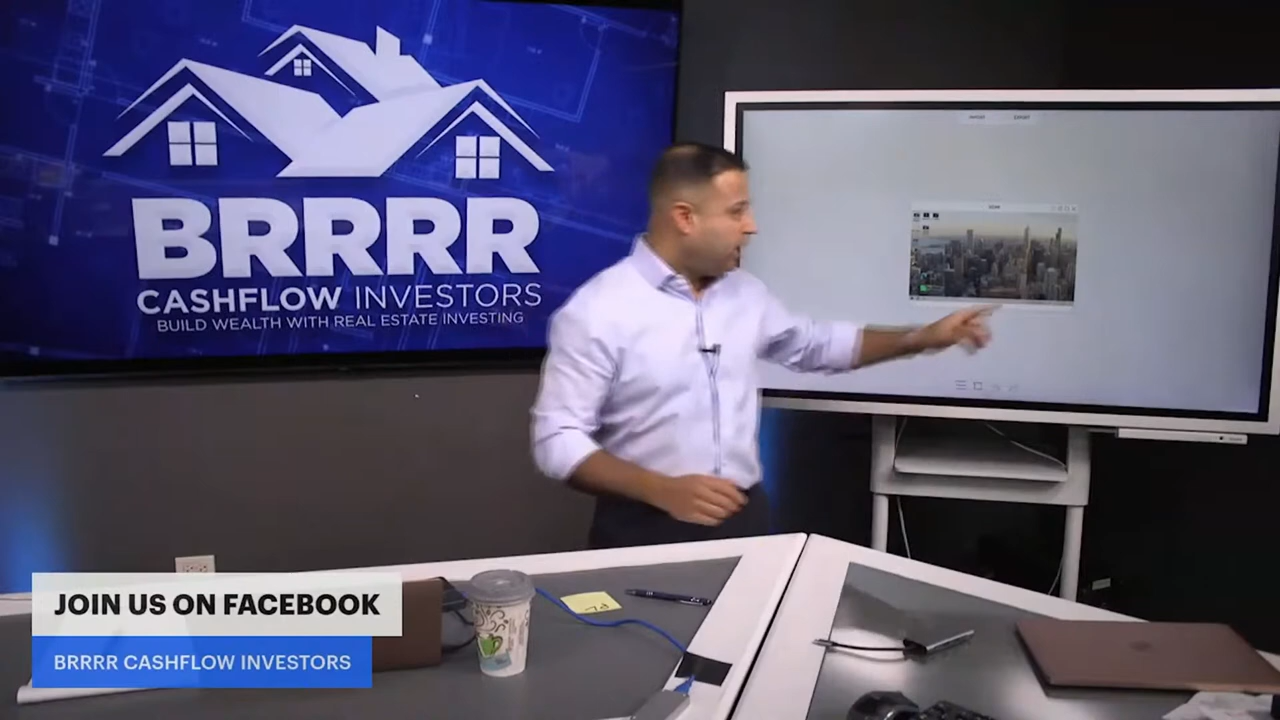 BRRRR
CASHFLOW INVESTORS
BUILD WEALTH WITH REAL ESTATE INVESTING
JOIN US ON FACEBOOK
BRRRR CASHFLOW INVESTORS